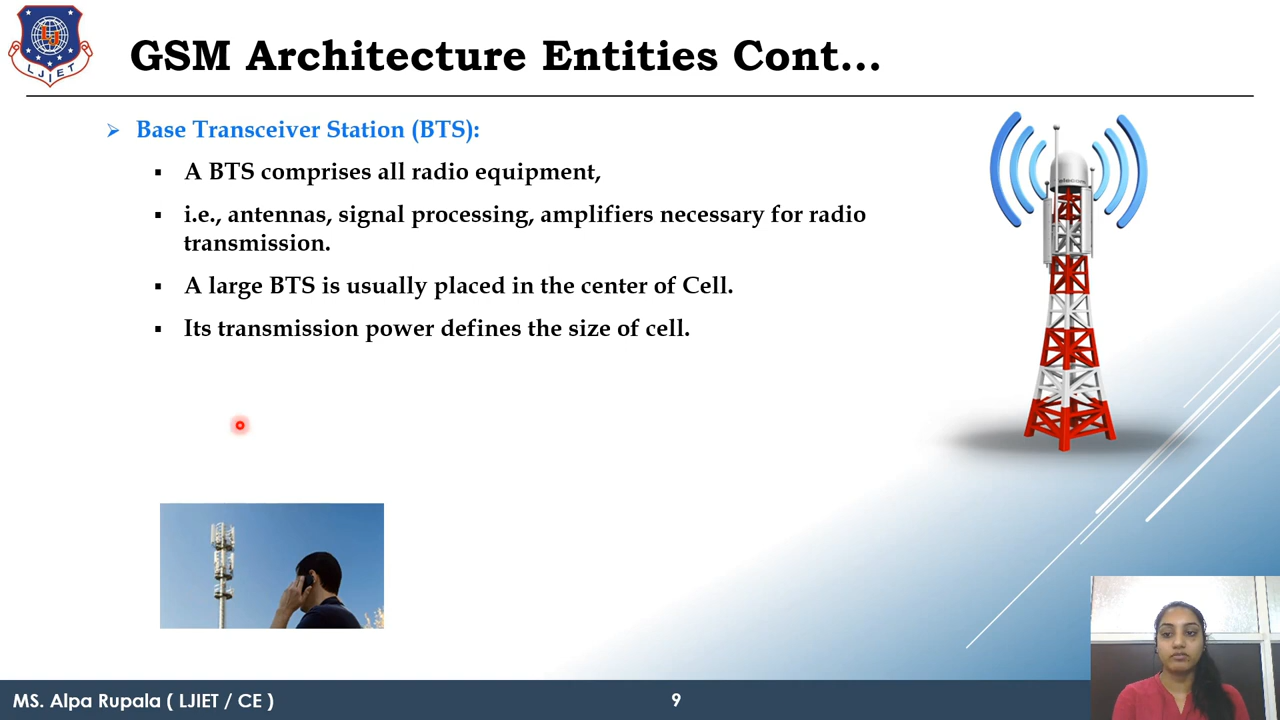 LJIET
GSM Architecture Entities Cont...
➢ Base Transceiver Station (BTS):
▪ A BTS comprises all radio equipment,
▪ i.e., antennas, signal processing, amplifiers necessary for radio
transmission.
▪ A large BTS is usually placed in the center of Cell.
▪ Its transmission power defines the size of cell.
MS. Alpa Rupala ( LJIET / CE )
9